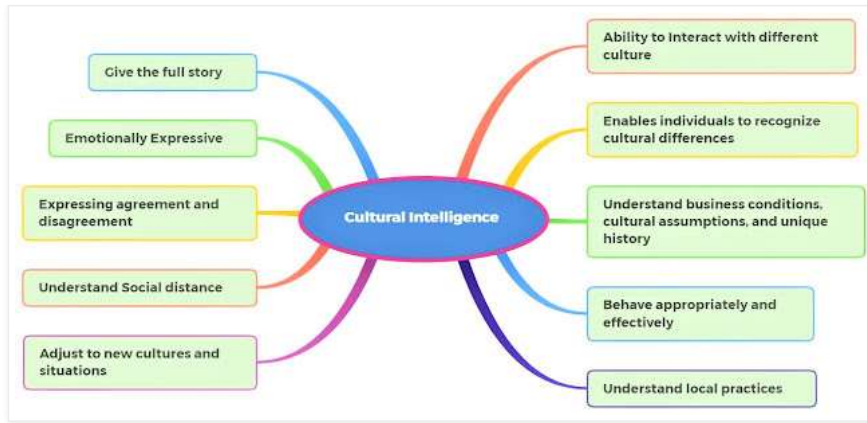 Give the full story
Emotionally Expressive
Expressing agreement and
disagreement
Understand Social distance
Adjust to new cultures and
situations
Cultural Intelligence
Ability to Interact with different
culture
Enables individuals to recognize
cultural differences
Understand business conditions,
cultural assumptions, and unique
history
Behave appropriately and
effectively
Understand local practices